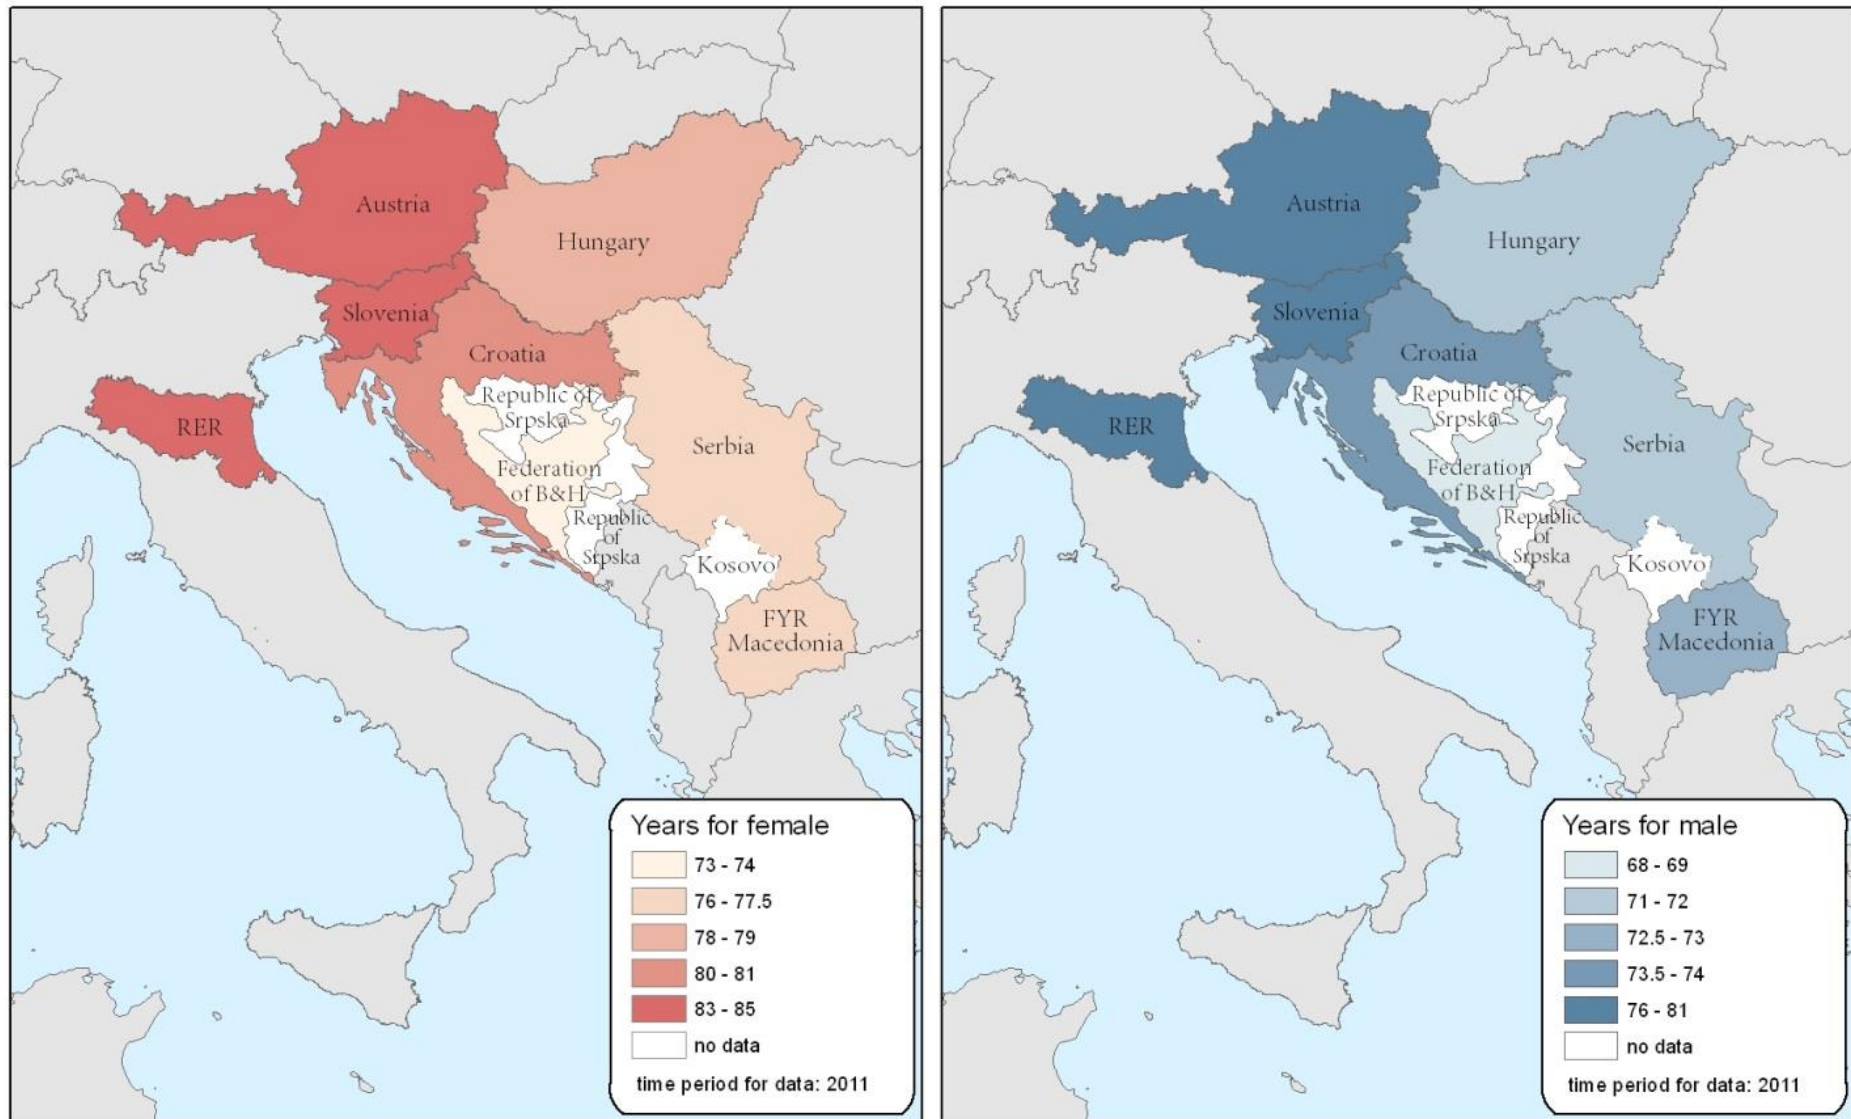 Austria
Hungary
Slovenia
Croatia
Republic of
Srpska
RER
Serbia
Federation
of B&H
Republic
of
Srpska
Kosovo
FYR
Macedonia
Years for female
73 - 74
76 - 77.5
78 - 79
80 - 81
83 - 85
no data
time period for data: 2011
Austria
Hungary
Slovenia
Croatia
Republic of
Srpska
RER
Serbia
Federation
of B&H
Republic
of
Srpska
Kosovo
FYR
Macedonia
Years for male
68 - 69
71 - 72
72.5 - 73
73.5 - 74
76 - 81
no data
time period for data: 2011